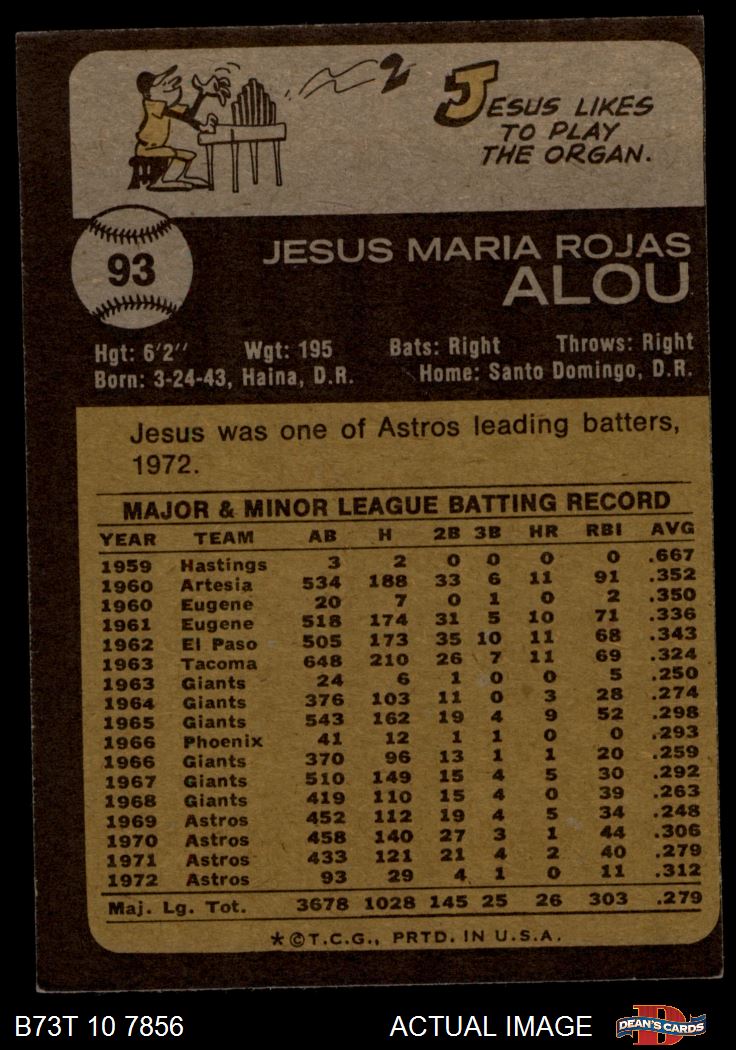 JESUS LIKES
TO PLAY
THE ORGAN.
93
JESUS MARIA ROJAS
ALOU
Hgt: 6'2" Wgt: 195 Bats: Right Throws: Right
Born: 3-24-43, Haina, D.R. Home: Santo Domingo, D.R.
Jesus was one of Astros leading batters,
1972.
MAJOR & MINOR LEAGUE BATTING RECORD
YEAR TEAM AB H 2B 3B HR RBI AVG
1959 Hastings 3 2 0 0 0 0 .667
1960 Artesia 534 188 33 6 11 91 .352
1960 Eugene 20 7 0 1 0 2 .350
1961 Eugene 518 174 31 5 10 71 .336
1962 El Paso 505 173 35 10 11 68 .343
1963 Tacoma 648 210 26 7 11 69 .324
1963 Giants 24 6 1 0 0 5 .250
1964 Giants 376 103 11 0 3 28 .274
1965 Giants 543 162 19 4 9 52 .298
1966 Phoenix 41 12 1 1 0 0 .293
1966 Giants 370 96 13 1 1 20 .259
1967 Giants 510 149 15 4 5 30 .292
1968 Giants 419 110 15 4 0 39 .263
1969 Astros 452 112 19 4 5 34 .248
1970 Astros 458 140 27 3 1 44 .306
1971 Astros 433 121 21 4 2 40 .279
1972 Astros 93 29 4 1 0 11 .312
Maj. Lg. Tot. 3678 1028 145 25 26 303 .279
*©T.C.G., PRTD. IN U.S.A.
B73T 10 7856 ACTUAL IMAGE DEAN'S CARDS